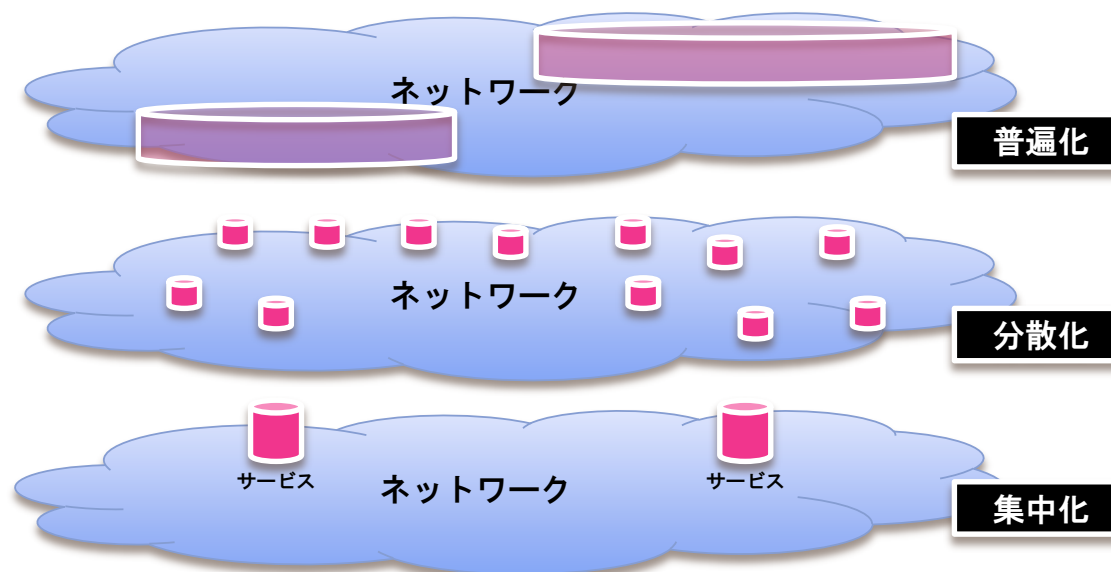 ネットワーク
普遍化
ネットワーク
分散化
サービス
サービス
ネットワーク
集中化